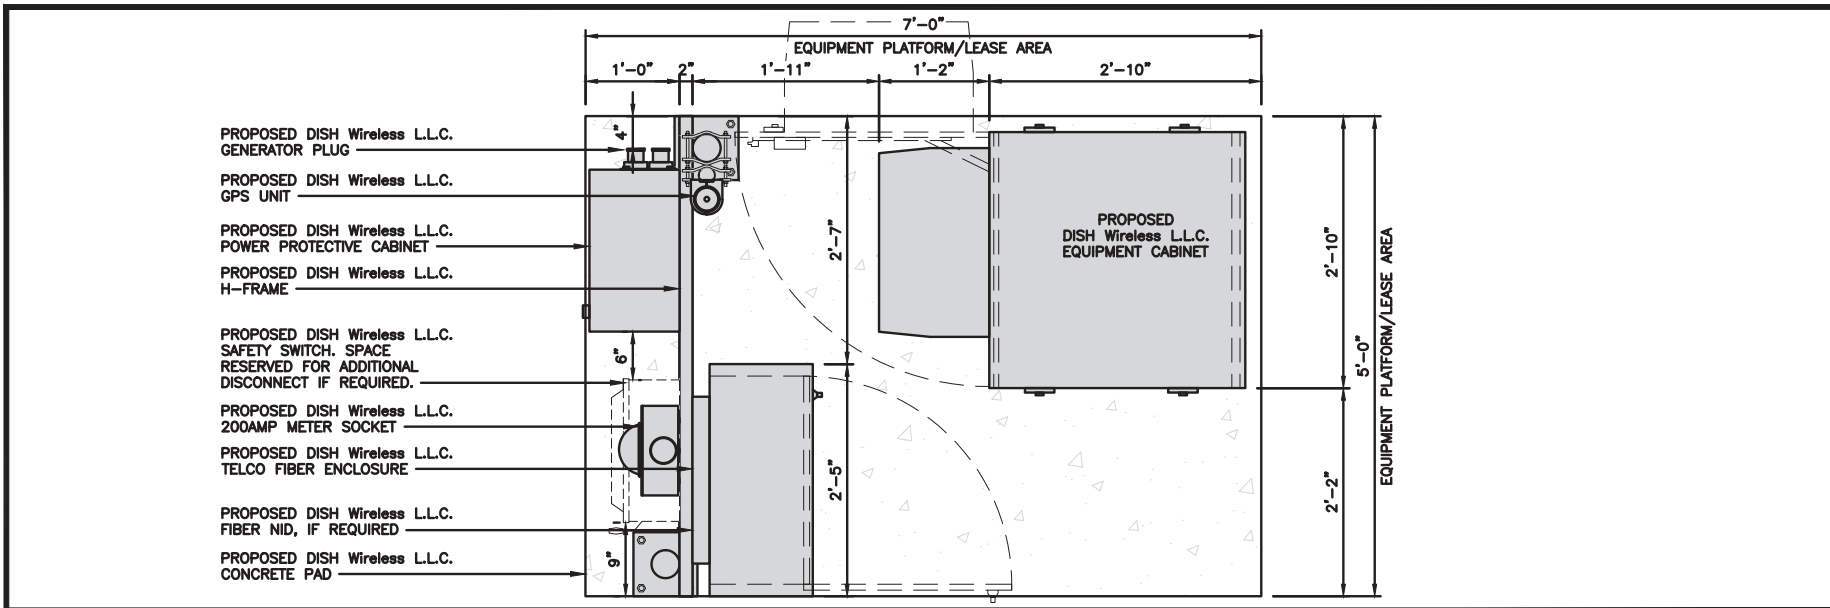 7'-0"
EQUIPMENT PLATFORM/LEASE AREA
1'-0" 2" 1'-11" 1'-2" 2'-10"
4"
PROPOSED DISH Wireless L.L.C.
GENERATOR PLUG
PROPOSED DISH Wireless L.L.C.
GPS UNIT
PROPOSED DISH Wireless L.L.C.
POWER PROTECTIVE CABINET
PROPOSED DISH Wireless L.L.C.
H-FRAME
PROPOSED DISH Wireless L.L.C.
SAFETY SWITCH. SPACE
RESERVED FOR ADDITIONAL
DISCONNECT IF REQUIRED.
PROPOSED DISH Wireless L.L.C.
200AMP METER SOCKET
PROPOSED DISH Wireless L.L.C.
TELCO FIBER ENCLOSURE
PROPOSED DISH Wireless L.L.C.
FIBER NID, IF REQUIRED
PROPOSED DISH Wireless L.L.C.
CONCRETE PAD
6"
9"
2'-7"
2'-5"
PROPOSED
DISH Wireless L.L.C.
EQUIPMENT CABINET
2'-10"
2'-2"
5'-0"
EQUIPMENT PLATFORM/LEASE AREA